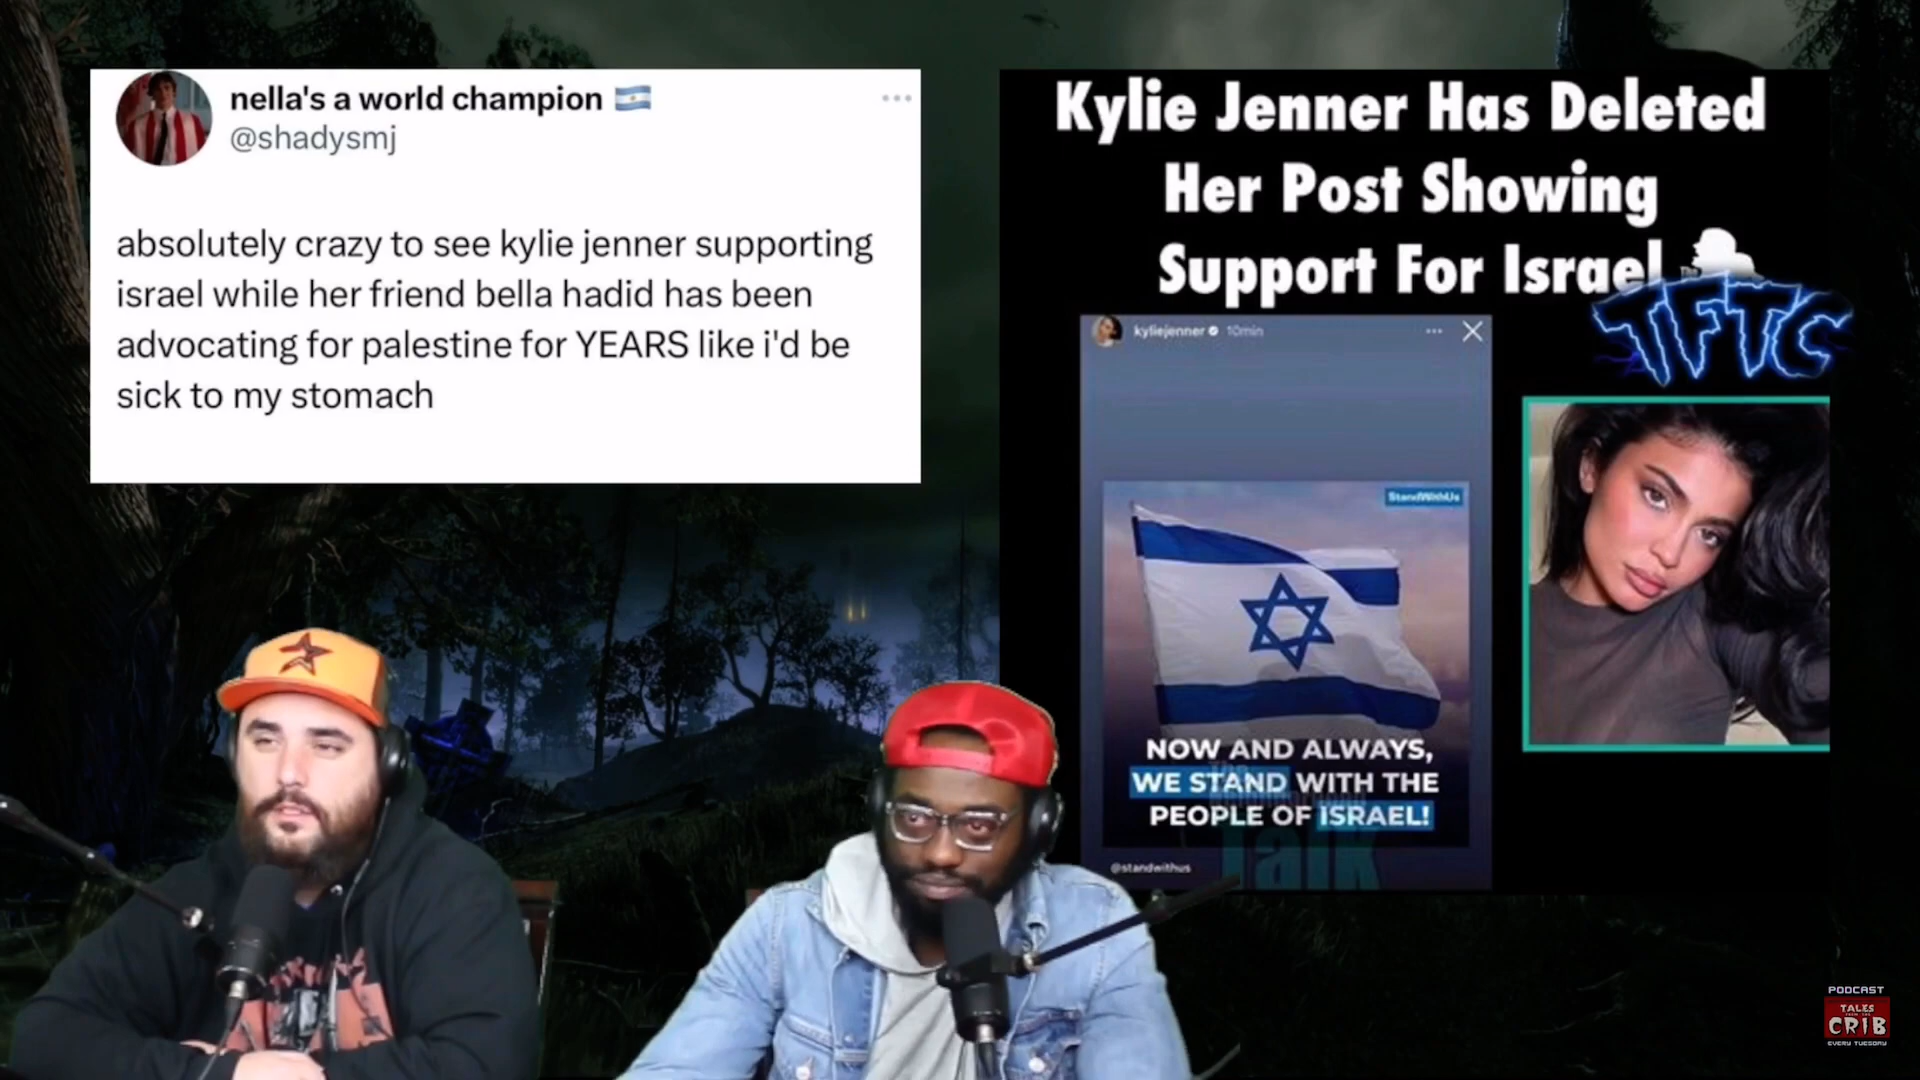 nella's a world champion
@shadysmj
absolutely crazy to see kylie jenner supporting
israel while her friend bella hadid has been
advocating for palestine for YEARS like i'd be
sick to my stomach
Kylie Jenner Has Deleted
Her Post Showing
Support For Israel
TFTC
kyliejenner 10min
StandWithUs
NOW AND ALWAYS,
WE STAND WITH THE
PEOPLE OF ISRAEL!
Talk
@standwithus
PODCAST
TALES
CRIB
EVERY TUESDAY